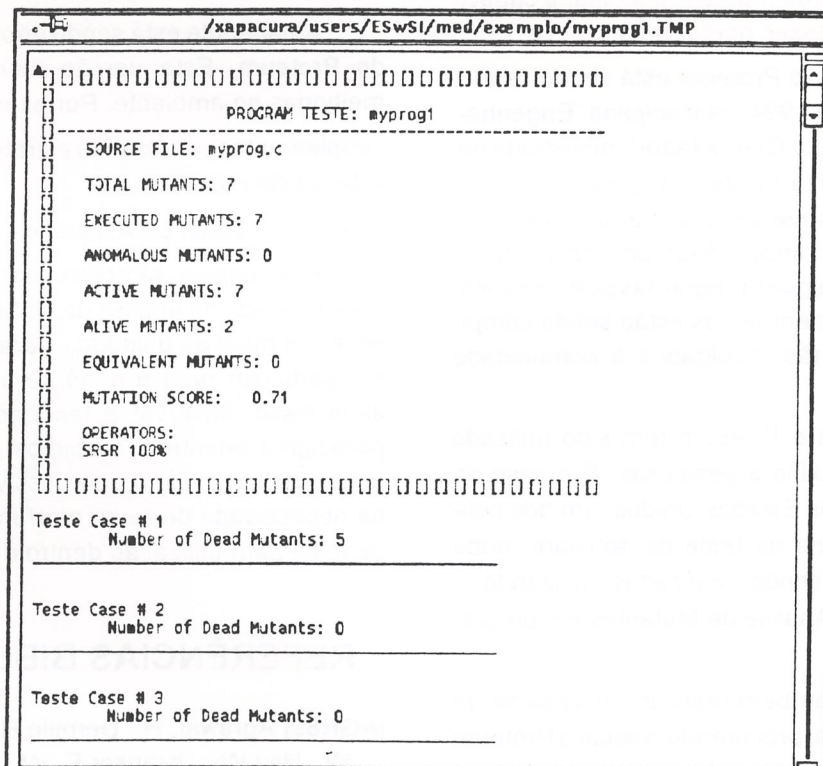 /xapacura/users/ESwSI/med/exemplo/myprog1.TMP
PROGRAM TESTE: myprog1
SOURCE FILE: myprog.c
TOTAL MUTANTS: 7
EXECUTED MUTANTS: 7
ANOMALOUS MUTANTS: 0
ACTIVE MUTANTS: 7
ALIVE MUTANTS: 2
EQUIVALENT MUTANTS: 0
MUTATION SCORE: 0.71
OPERATORS:
SRSR 100%
Teste Case # 1
Number of Dead Mutants: 5
Teste Case # 2
Number of Dead Mutants: 0
Teste Case # 3
Number of Dead Mutants: 0